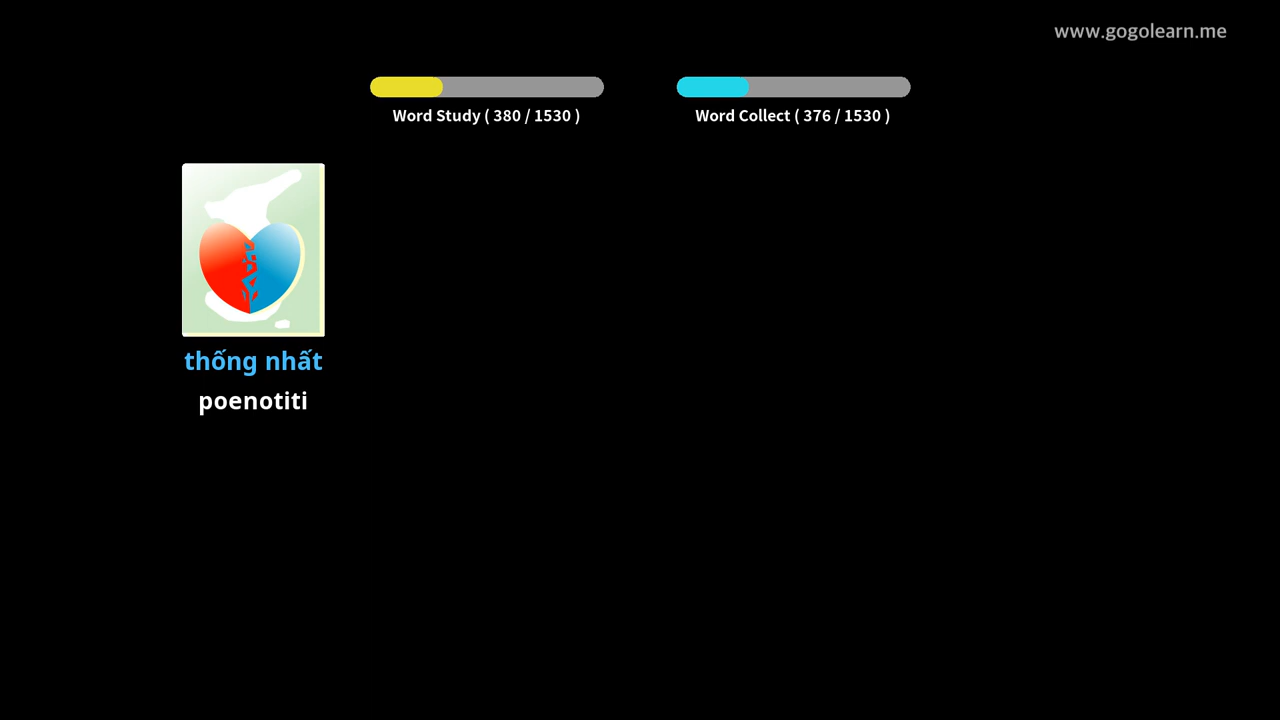 www.gogolearn.me
Word Study ( 380 / 1530 )
Word Collect ( 376 / 1530 )
thống nhất
poenotiti